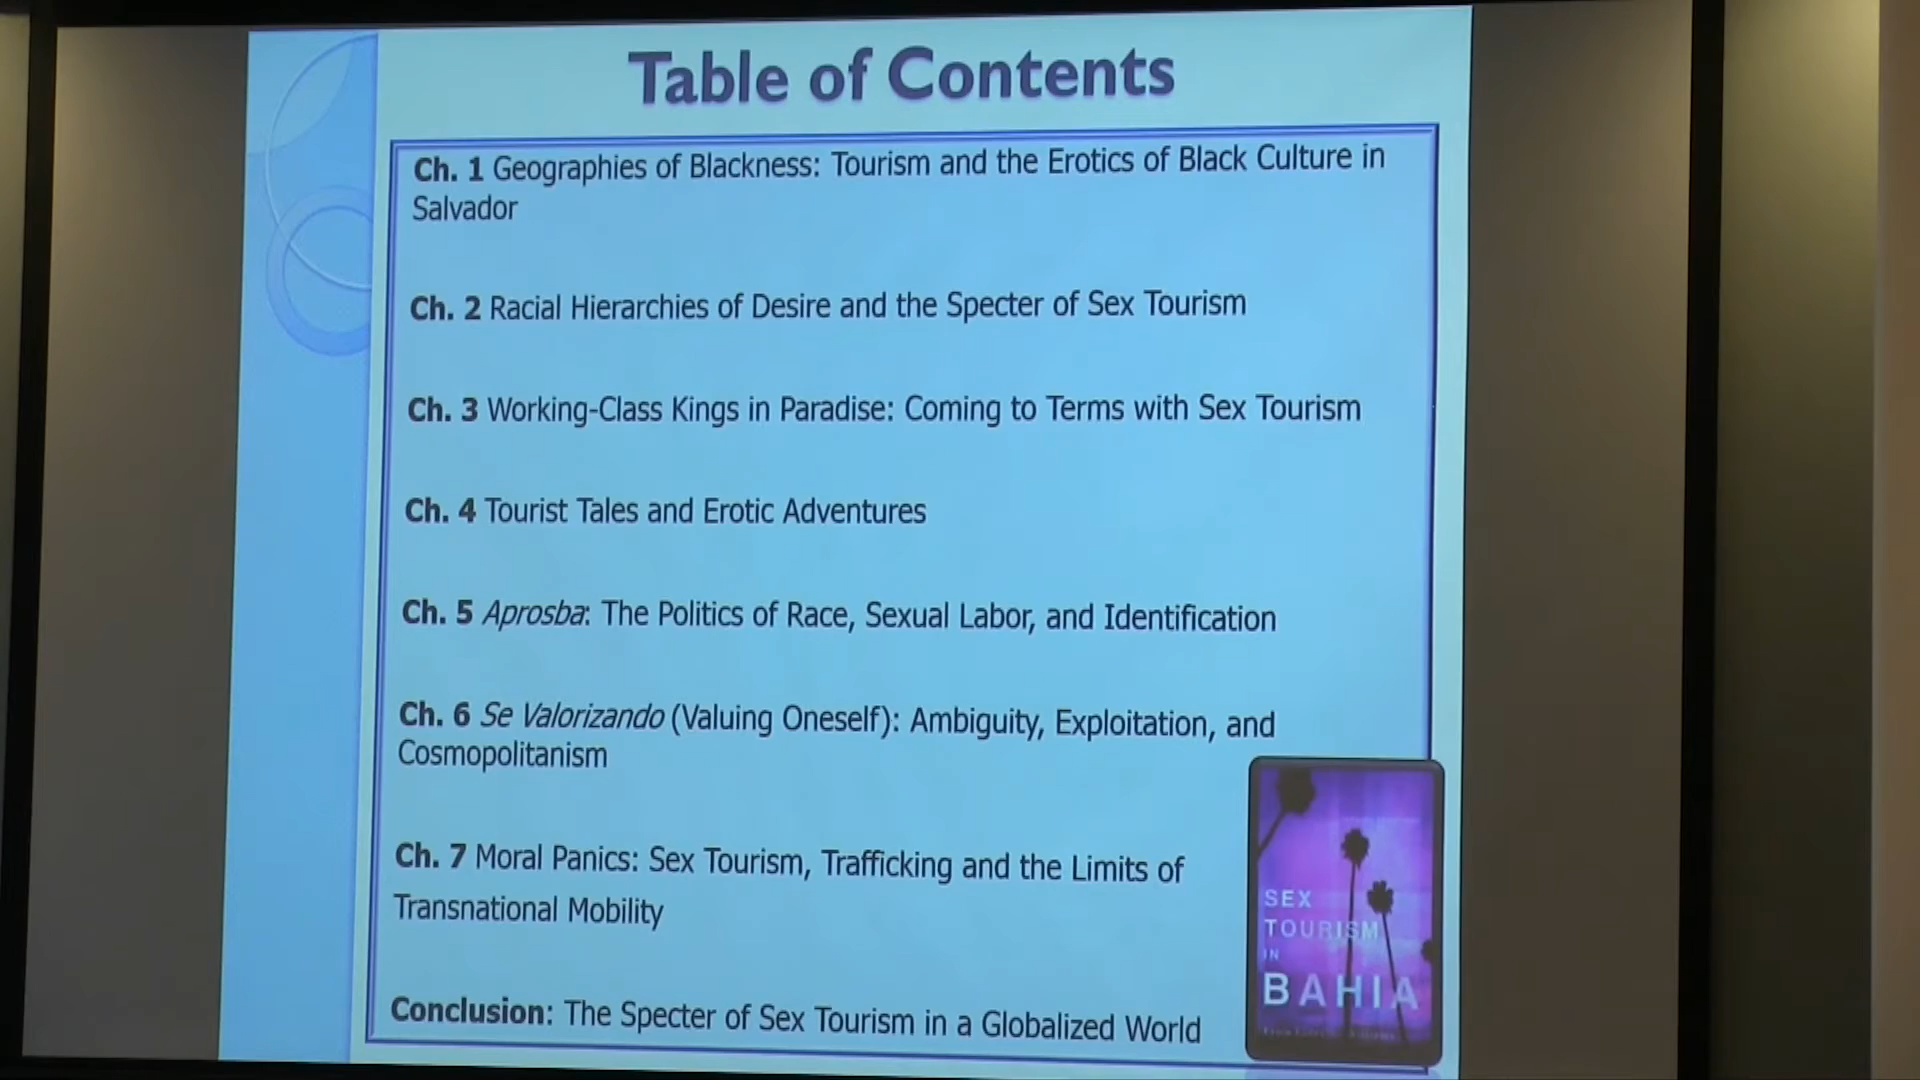 Table of Contents
Ch. 1 Geographies of Blackness: Tourism and the Erotics of Black Culture in
Salvador
Ch. 2 Racial Hierarchies of Desire and the Specter of Sex Tourism
Ch. 3 Working-Class Kings in Paradise: Coming to Terms with Sex Tourism
Ch. 4 Tourist Tales and Erotic Adventures
Ch. 5 Aprosba: The Politics of Race, Sexual Labor, and Identification
Ch. 6 Se Valorizando (Valuing Oneself): Ambiguity, Exploitation, and
Cosmopolitanism
Ch. 7 Moral Panics: Sex Tourism, Trafficking and the Limits of
Transnational Mobility
Conclusion: The Specter of Sex Tourism in a Globalized World
SEX
TOURISM
IN
BAHIA